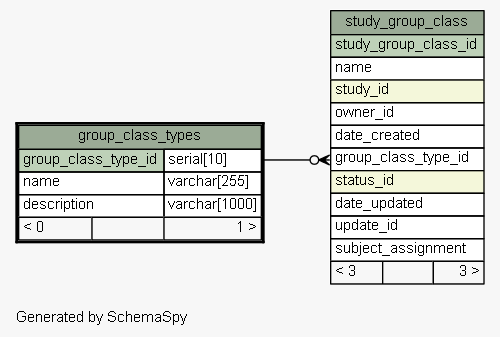 study_group_class
study_group_class_id
name
study_id
owner_id
date_created
group_class_type_id
status_id
date_updated
update_id
subject_assignment
< 3 3 >
group_class_types
group_class_type_id serial[10]
name varchar[255]
description varchar[1000]
< 0 1 >
Generated by SchemaSpy